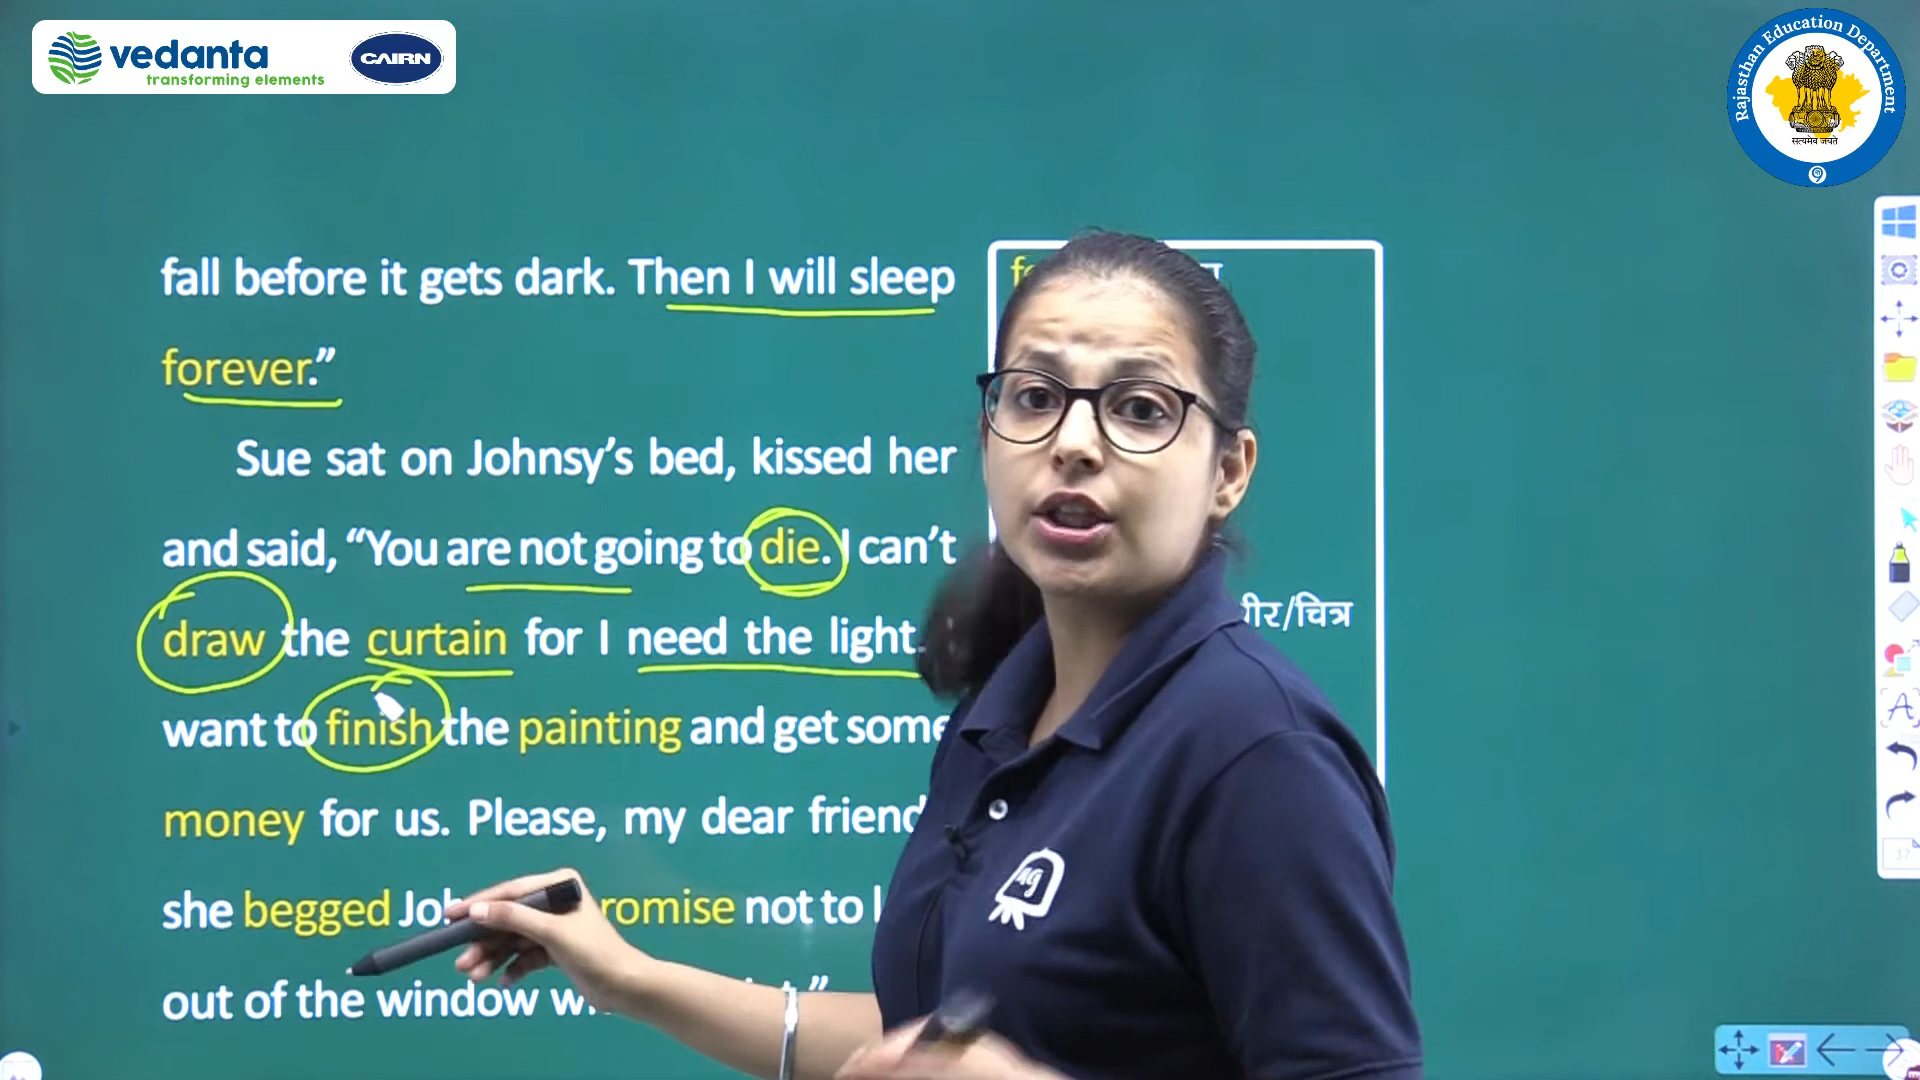 vedanta
transforming elements
CAIRN
Rajasthan Education Department
सत्यमेव जयते
fall before it gets dark. Then I will sleep
forever.”
Sue sat on Johnsy’s bed, kissed her
and said, “You are not going to die. I can’t
draw the curtain for I need the light.
want to finish the painting and get some
money for us. Please, my dear friend
she begged not to
out of the window
/चित्र
4g
A
37